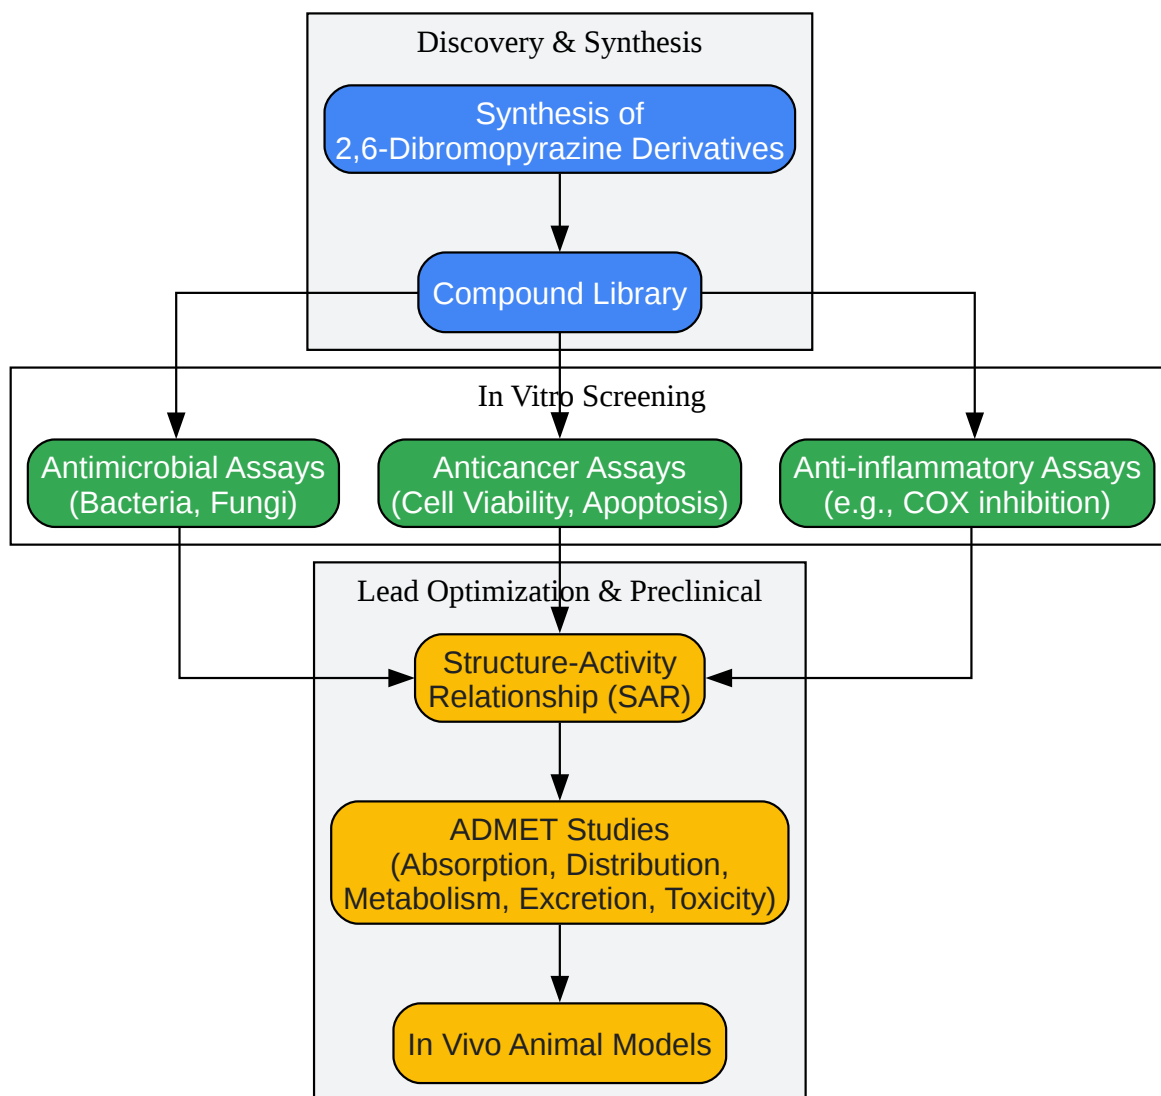 Discovery & Synthesis
Synthesis of
2,6-Dibromopyrazine Derivatives
Compound Library
In Vitro Screening
Antimicrobial Assays
(Bacteria, Fungi)
Anticancer Assays
(Cell Viability, Apoptosis)
Anti-inflammatory Assays
(e.g., COX inhibition)
Lead Optimization & Preclinical
Structure-Activity
Relationship (SAR)
ADMET Studies
(Absorption, Distribution,
Metabolism, Excretion, Toxicity)
In Vivo Animal Models